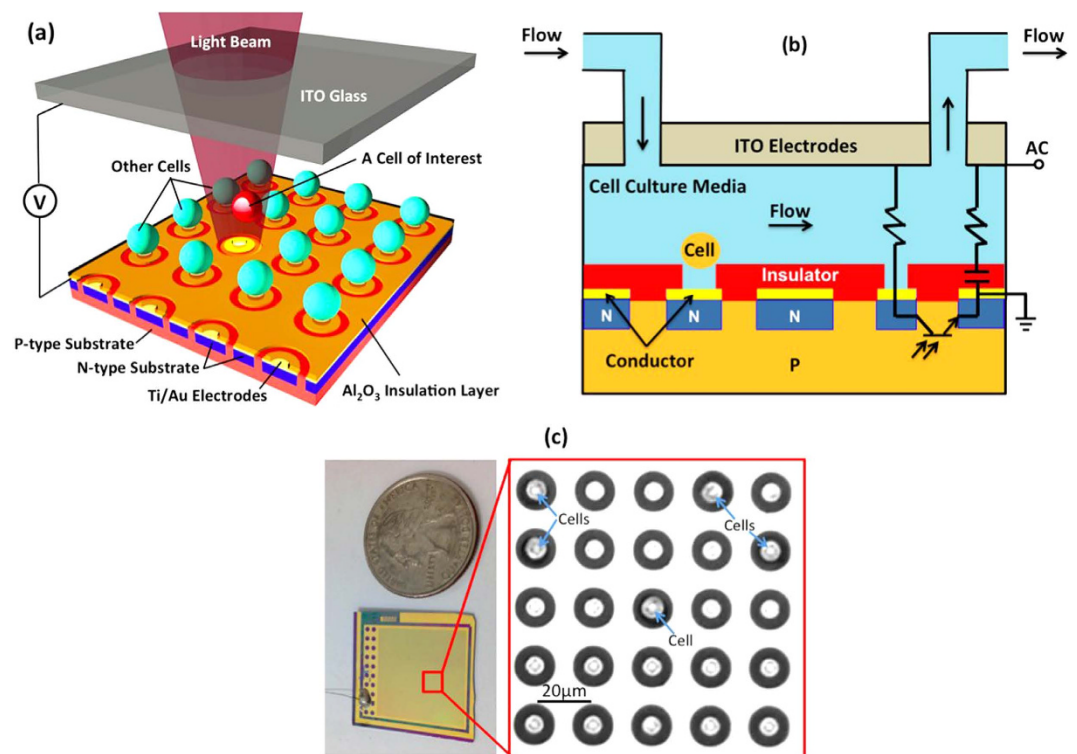 (a)
Light Beam
ITO Glass
Other Cells
A Cell of Interest
V
P-type Substrate
N-type Substrate
Ti/Au Electrodes
Al₂O₃ Insulation Layer
(b)
Flow
Flow
ITO Electrodes
AC
Cell Culture Media
Flow
Cell
Insulator
N
N
N
Conductor
P
(c)
Cells
Cells
Cell
20μm